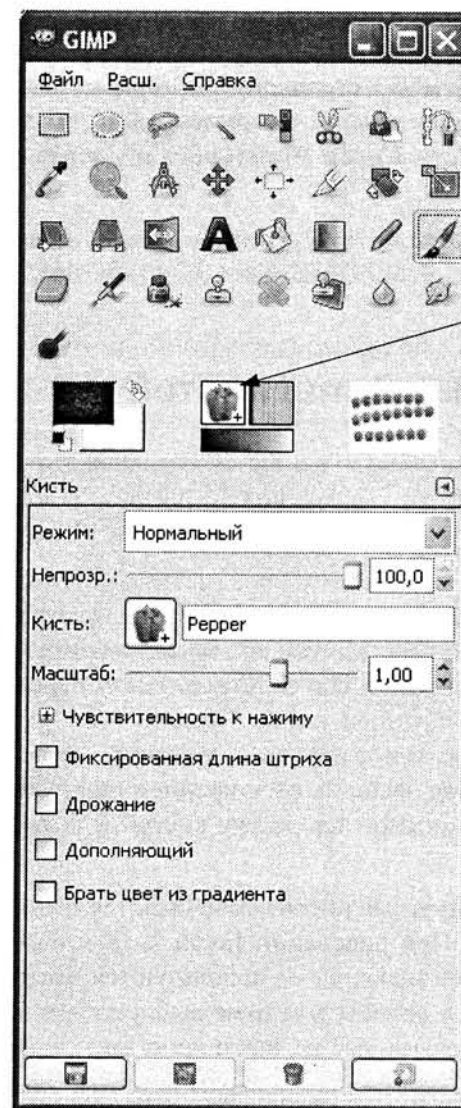 GIMP
Файл Расш. Справка
Кисть
Режим: Нормальный
Непрозр.: 100,0
Кисть: Pepper
Масштаб: 1,00
Чувствительность к нажиму
Фиксированная длина штриха
Дрожание
Дополняющий
Брать цвет из градиента